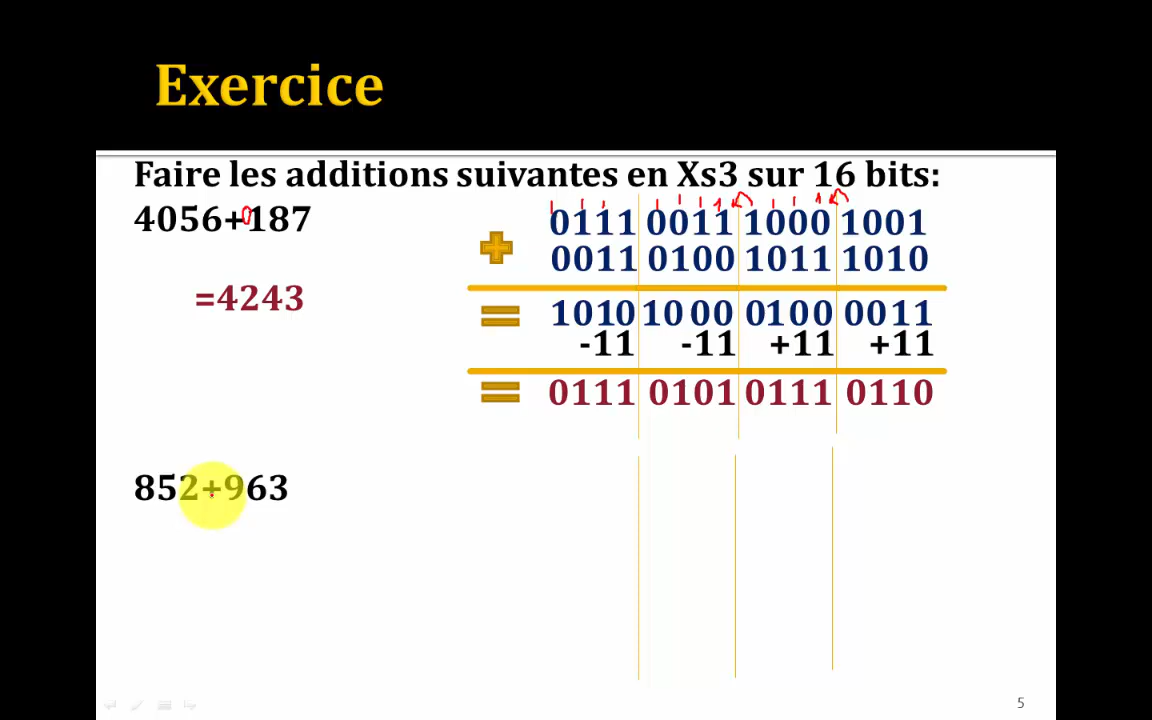 Exercice
Faire les additions suivantes en Xs3 sur 16 bits:
4056+0187
0111 0011 1000 1001
+ 0011 0100 1011 1010
=4243
= 1010 1000 0100 0011
-11 -11 +11 +11
= 0111 0101 0111 0110
852+963
5